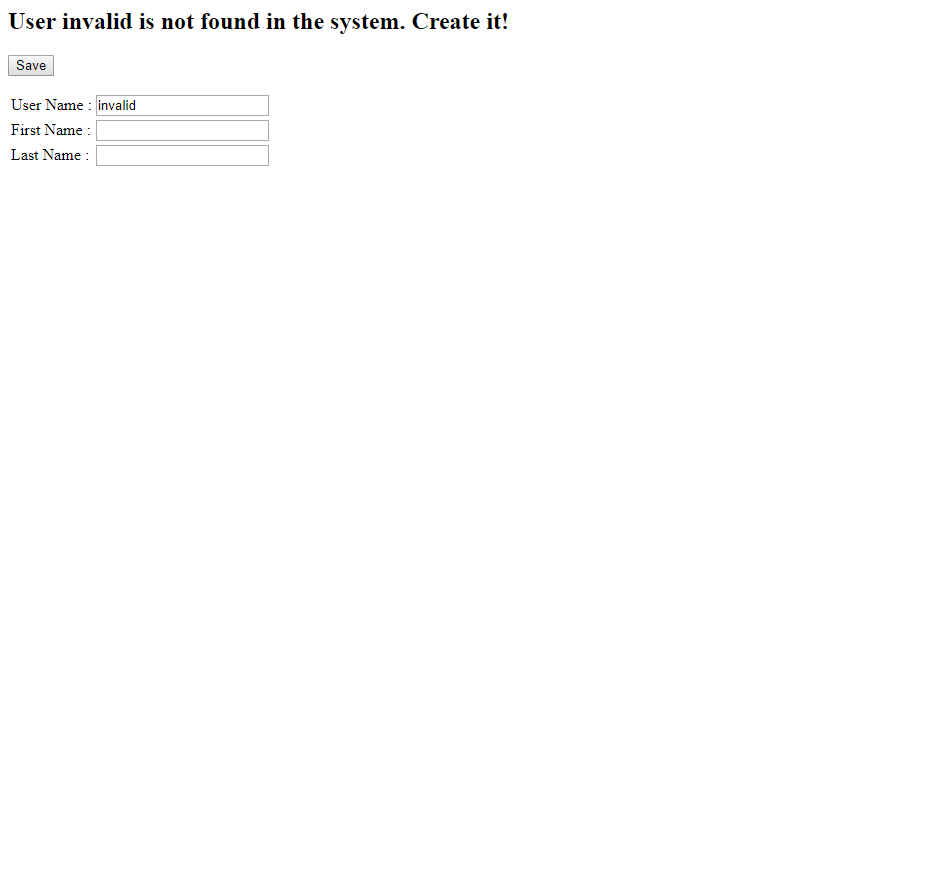 User invalid is not found in the system. Create it!
Save
User Name : invalid
First Name :
Last Name :